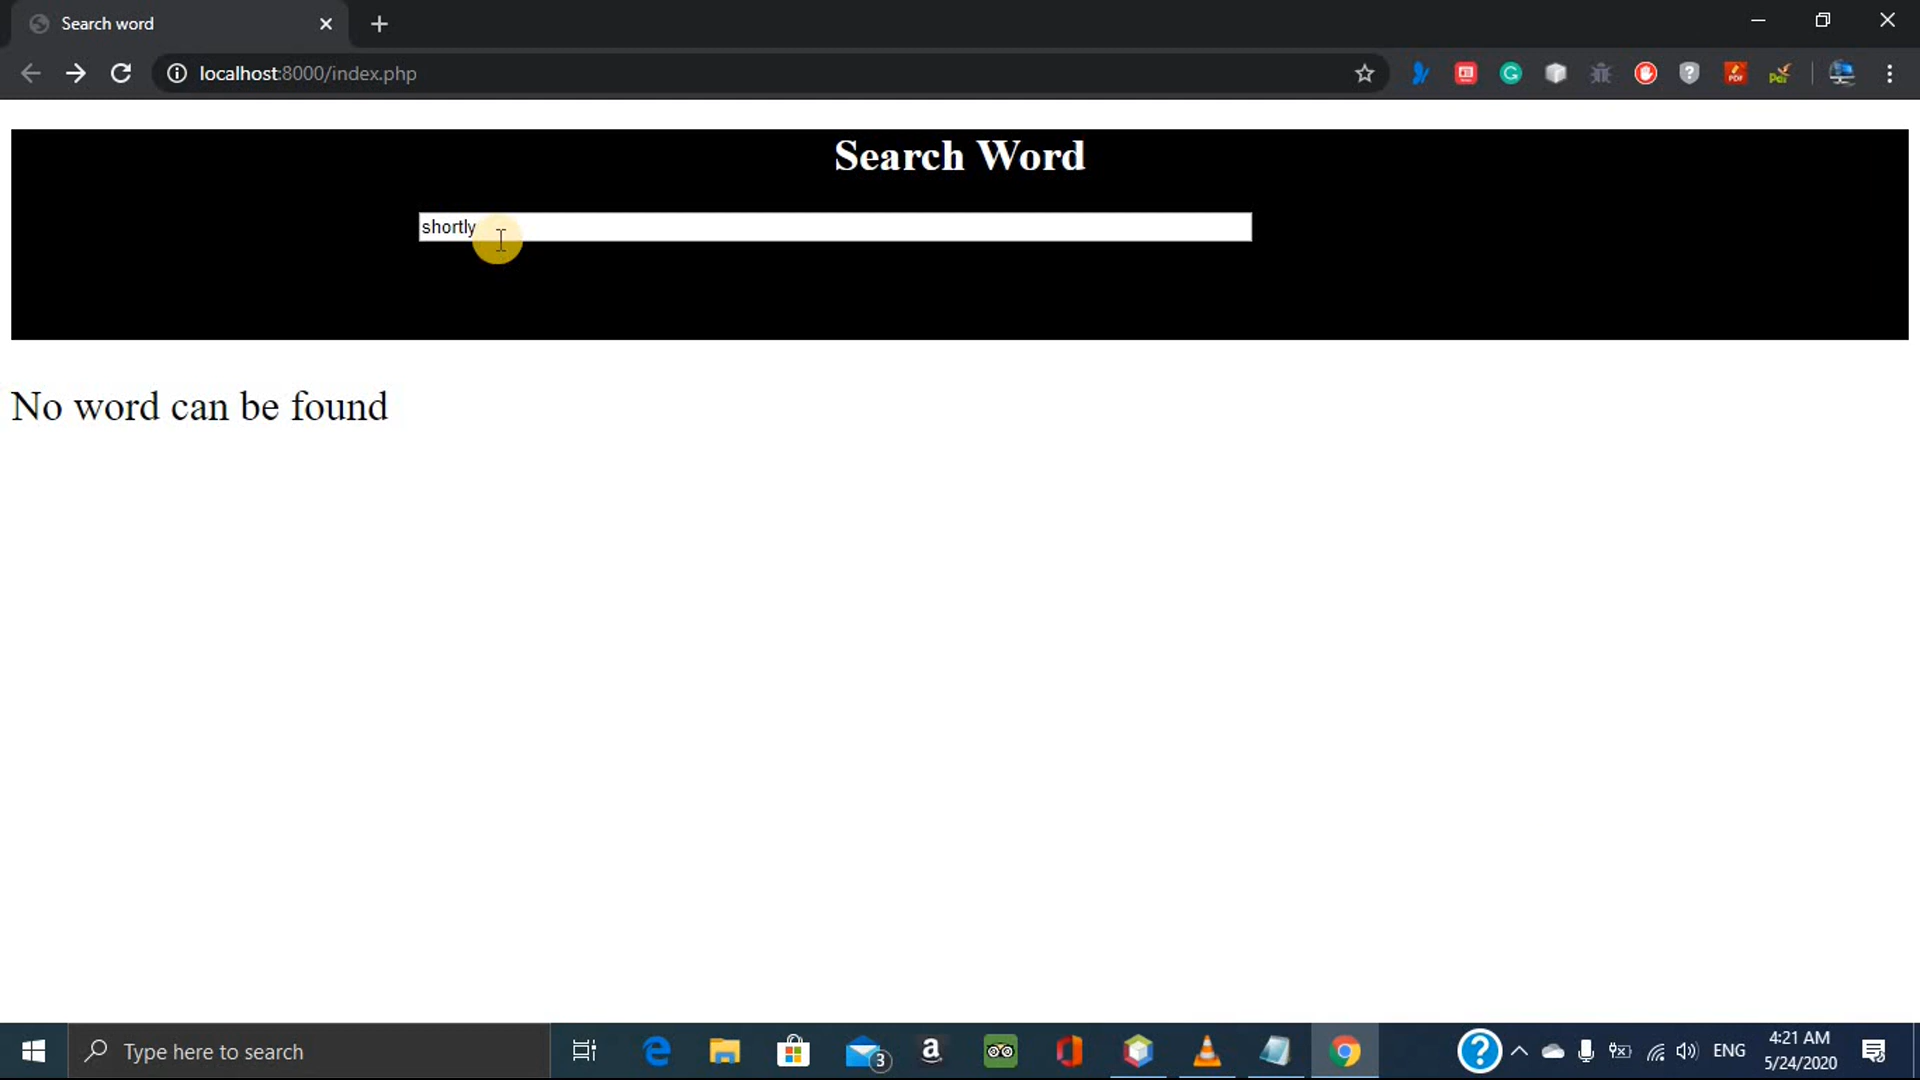 Search word
localhost:8000/index.php
Search Word
shortly
No word can be found
Type here to search
3
ENG
4:21 AM
5/24/2020